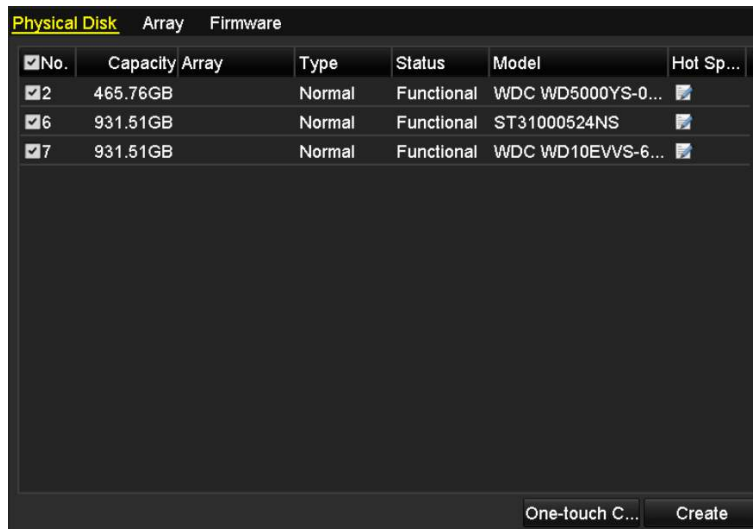 Physical Disk Array Firmware
No. Capacity Array Type Status Model Hot Sp...
2 465.76GB Normal Functional WDC WD5000YS-0...
6 931.51GB Normal Functional ST31000524NS
7 931.51GB Normal Functional WDC WD10EVVS-6...
One-touch C... Create